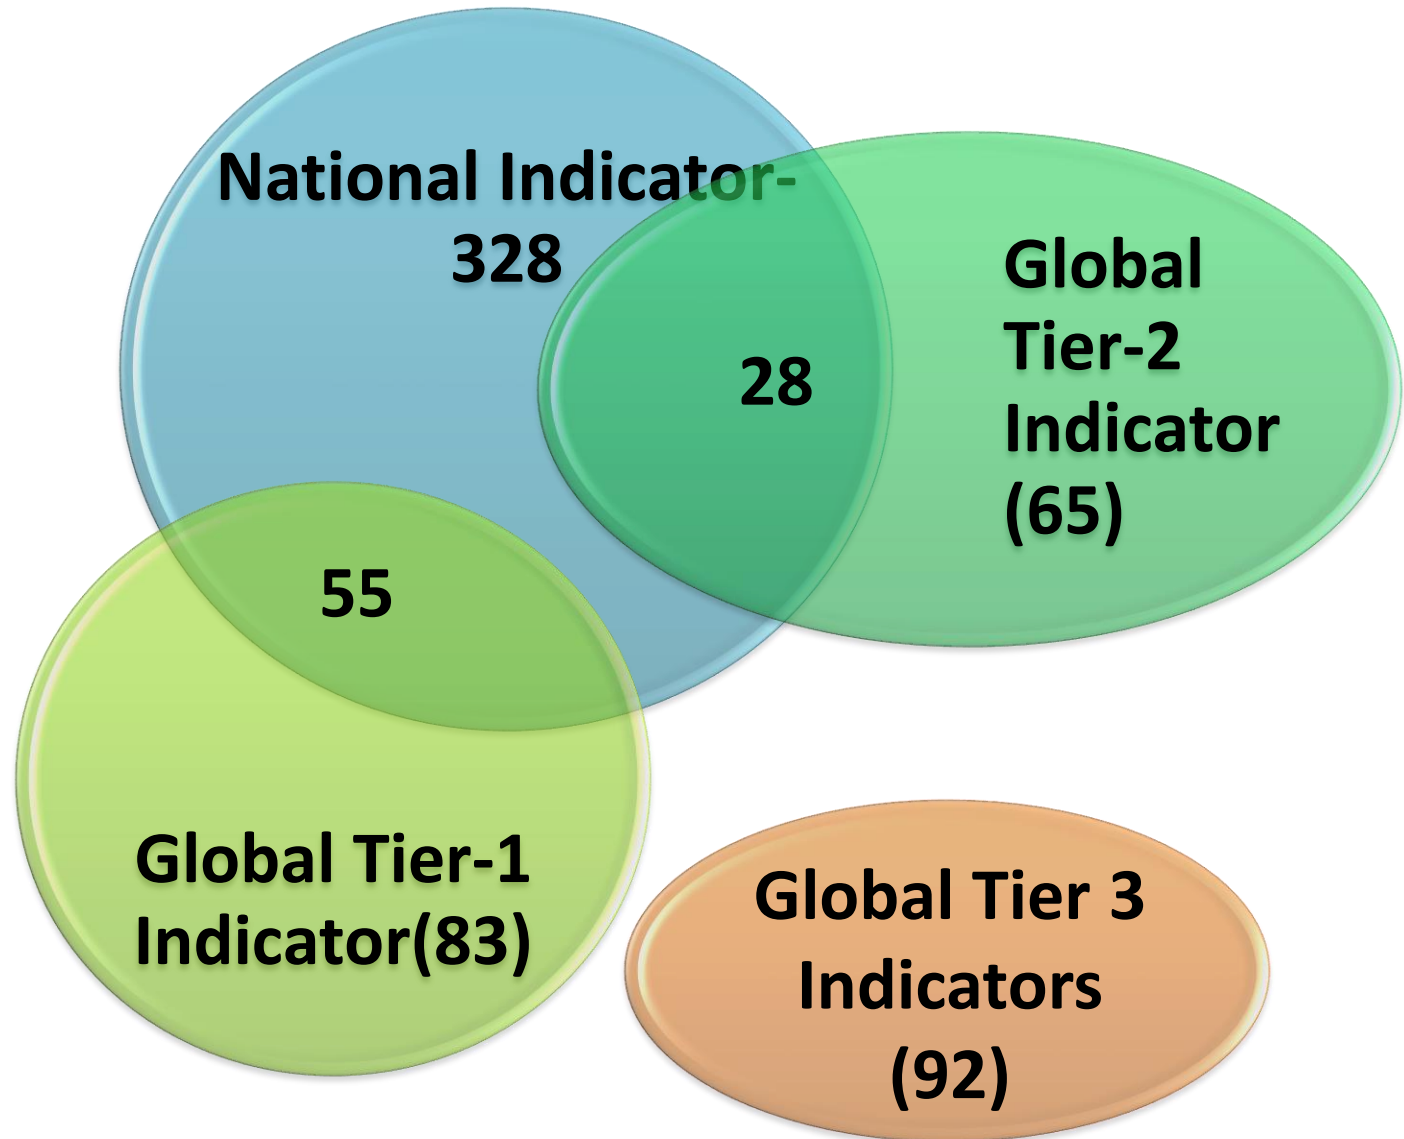 National Indicator-
328
28
Global
Tier-2
Indicator
(65)
55
Global Tier-1
Indicator(83)
Global Tier 3
Indicators
(92)